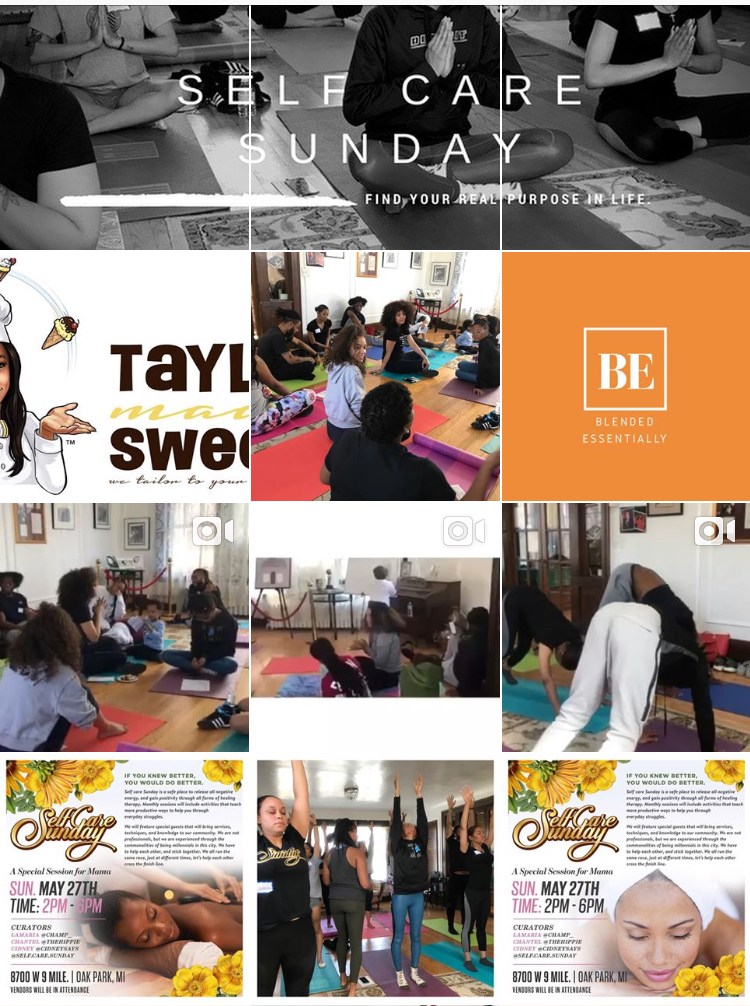 SELF CARE
SUNDAY
FIND YOUR REAL PURPOSE IN LIFE.
TAYL
mad
swee
we tailor to your
TM
BE
BLENDED
ESSENTIALLY
IF YOU KNEW BETTER,
YOU WOULD DO BETTER.
Self care Sunday is a safe place to release all negative
energy, and gain positivity through all forms of healing
therapy. Monthly sessions will include activities that teach
more productive ways to help you through
everyday struggles.
We will feature special guests that will bring services,
techniques, and knowledge to our community. We are not
professionals, but we are experienced through the
commonalities of being millennials in this city. We have
to help each other, and stick together. We all run the
same race, just at different times, let's help each other
cross the finish line.
Self Care
Sunday
A Special Session for Mama
SUN. MAY 27TH
TIME: 2PM - 6PM
CURATORS
LAMARIA @CHAMP_
CHANTEL @THERIPPIE
CIDNEY @CIDNETSAYS
@SELF.CARE.SUNDAY
8700 W 9 MILE. | OAK PARK, MI
VENDORS WILL BE IN ATTENDANCE
Sunday
IF YOU KNEW BETTER,
YOU WOULD DO BETTER.
Self care Sunday is a safe place to release all negative
energy, and gain positivity through all forms of healing
therapy. Monthly sessions will include activities that teach
more productive ways to help you through
everyday struggles.
We will feature special guests that will bring services,
techniques, and knowledge to our community. We are not
professionals, but we are experienced through the
commonalities of being millennials in this city. We have
to help each other, and stick together. We all run the
same race, just at different times, let's help each other
cross the finish line.
Self Care
Sunday
A Special Session for Mama
SUN. MAY 27TH
TIME: 2PM - 6PM
CURATORS
LAMARIA @CHAMP_
CHANTEL @THERIPPIE
CIDNEY @CIDNETSAYS
@SELF.CARE.SUNDAY
8700 W 9 MILE. | OAK PARK, MI
VENDORS WILL BE IN ATTENDANCE